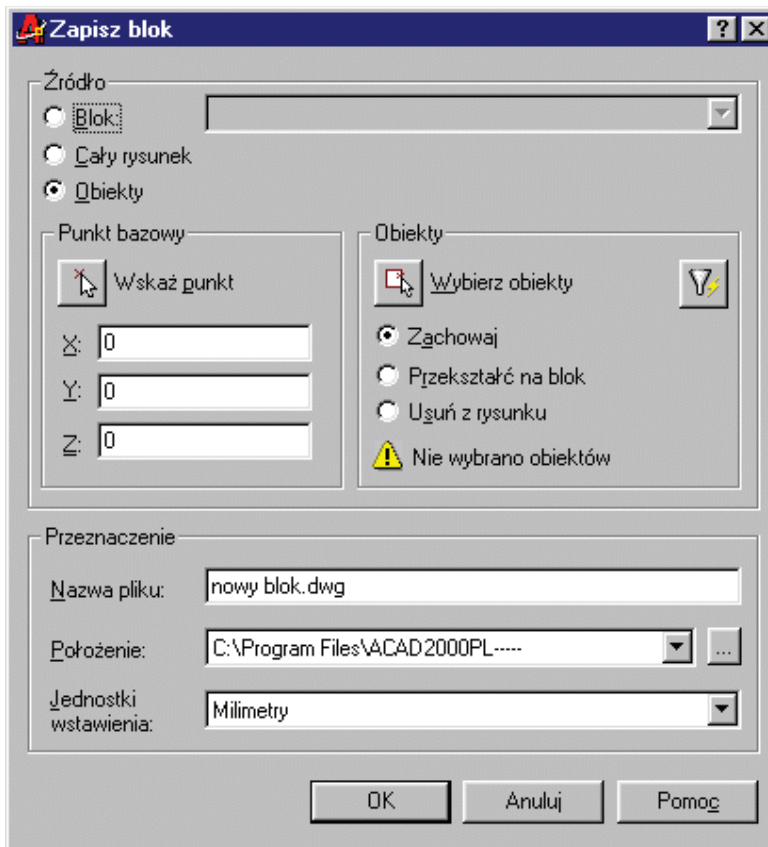 Zapisz blok
Źródło
Blok:
Cały rysunek
Obiekty
Punkt bazowy
Wskaż punkt
X: 0
Y: 0
Z: 0
Obiekty
Wybierz obiekty
Zachowaj
Przekształć na blok
Usuń z rysunku
Nie wybrano obiektów
Przeznaczenie
Nazwa pliku: nowy blok.dwg
Położenie: C:\Program Files\ACAD2000PL----- ...
Jednostki
wstawienia: Milimetry
OK Anuluj Pomoc